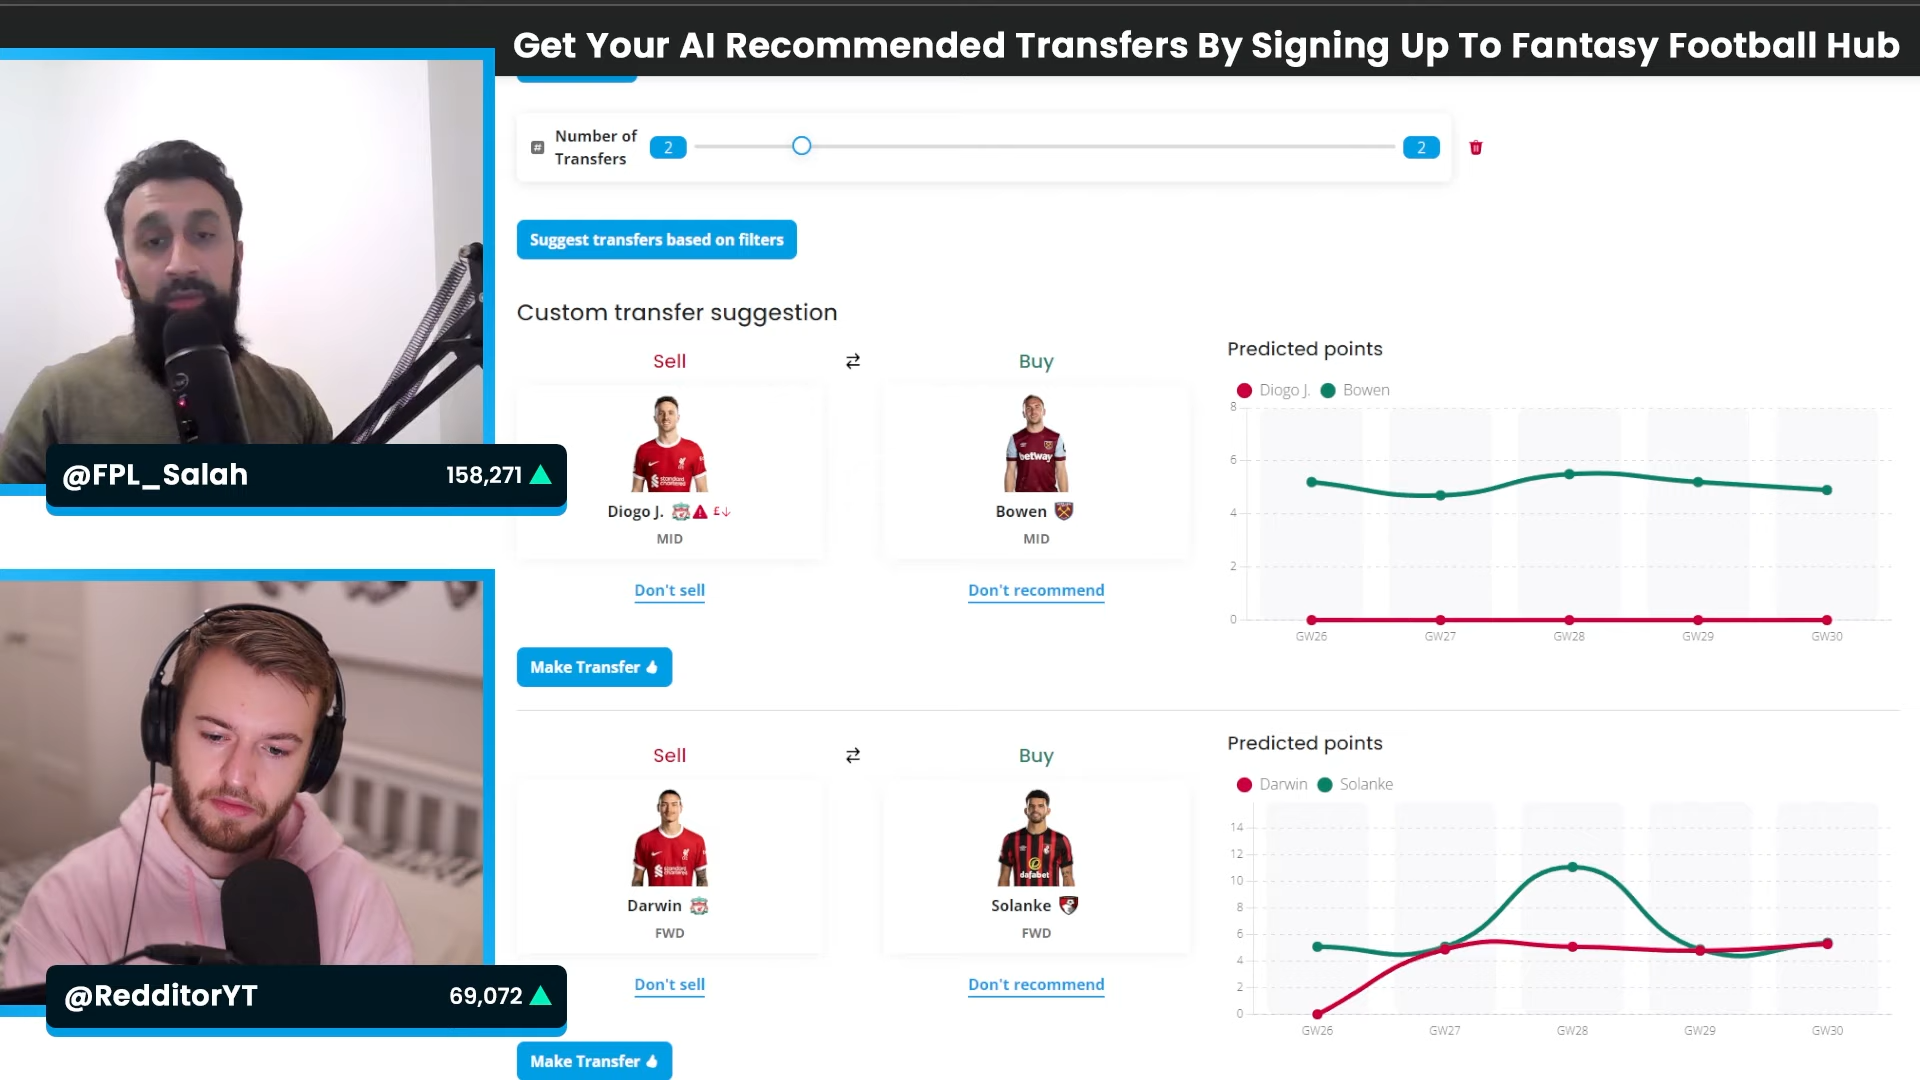 Get Your AI Recommended Transfers By Signing Up To Fantasy Football Hub
Number of
Transfers
2
2
Suggest transfers based on filters
Custom transfer suggestion
Sell
Buy
Diogo J.
£↓
MID
Bowen
MID
Don't sell
Don't recommend
Make Transfer
Predicted points
Diogo J.
Bowen
8
6
4
2
0
GW26
GW27
GW28
GW29
GW30
@FPL_Salah
158,271
Sell
Buy
Darwin
FWD
Solanke
FWD
Don't sell
Don't recommend
Make Transfer
Predicted points
Darwin
Solanke
14
12
10
8
6
4
2
0
GW26
GW27
GW28
GW29
GW30
@RedditorYT
69,072
betway
dafabet